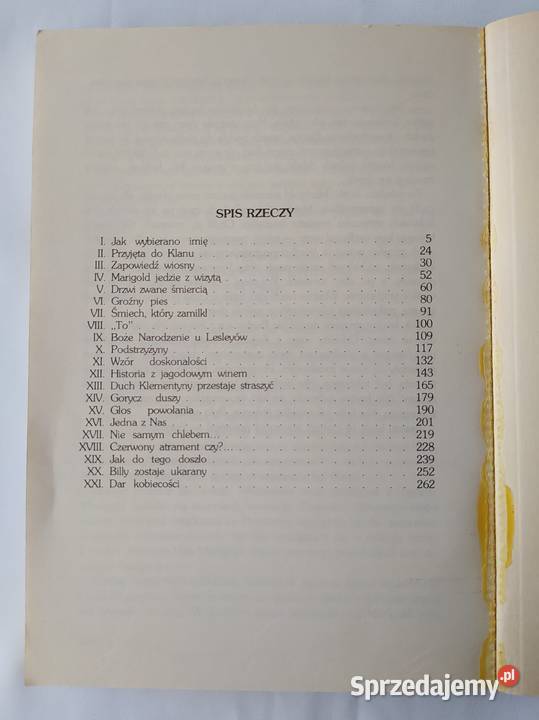 SPIS RZECZY
I. Jak wybierano imię . . . . . . . . . . . . . 5
II. Przyjęta do Klanu . . . . . . . . . . . . . 24
III. Zapowiedź wiosny . . . . . . . . . . . . . 30
IV. Marigold jedzie z wizytą . . . . . . . . . . . . . 52
V. Drzwi zwane śmiercią . . . . . . . . . . . . . 60
VI. Groźny pies . . . . . . . . . . . . . 80
VII. Śmiech, który zamilkł . . . . . . . . . . . . . 91
VIII. „To” . . . . . . . . . . . . . 100
IX. Boże Narodzenie u Lesleyów . . . . . . . . . . . . . 109
X. Podstrzyżyny . . . . . . . . . . . . . 117
XI. Wzór doskonałości . . . . . . . . . . . . . 132
XII. Historia z jagodowym winem . . . . . . . . . . . . . 143
XIII. Duch Klementyny przestaje straszyć . . . . . . . . . . . . . 165
XIV. Gorycz duszy . . . . . . . . . . . . . 179
XV. Głos powołania . . . . . . . . . . . . . 190
XVI. Jedna z Nas . . . . . . . . . . . . . 201
XVII. Nie samym chlebem... . . . . . . . . . . . . . 219
XVIII. Czerwony atrament czy?... . . . . . . . . . . . . . 228
XIX. Jak do tego doszło . . . . . . . . . . . . . 239
XX. Billy zostaje ukarany . . . . . . . . . . . . . 252
XXI. Dar kobiecości . . . . . . . . . . . . . 262
Sprzedajemy.pl